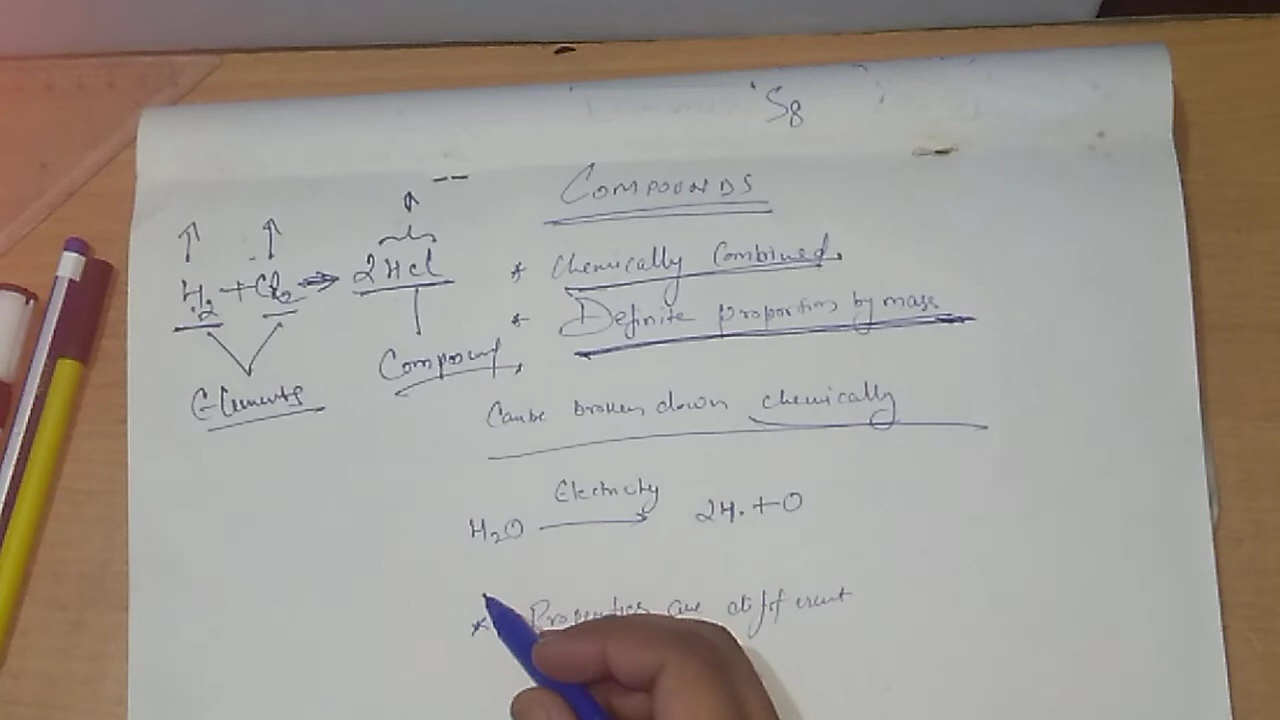 S8
COMPOUNDS
H2 + Cl2 → 2HCl
* Chemically Combined.
* Definite proportion by mass
Compound,
Elements
Can be broken down chemically
Electricity
H2O → 2H + O
* Properties are different